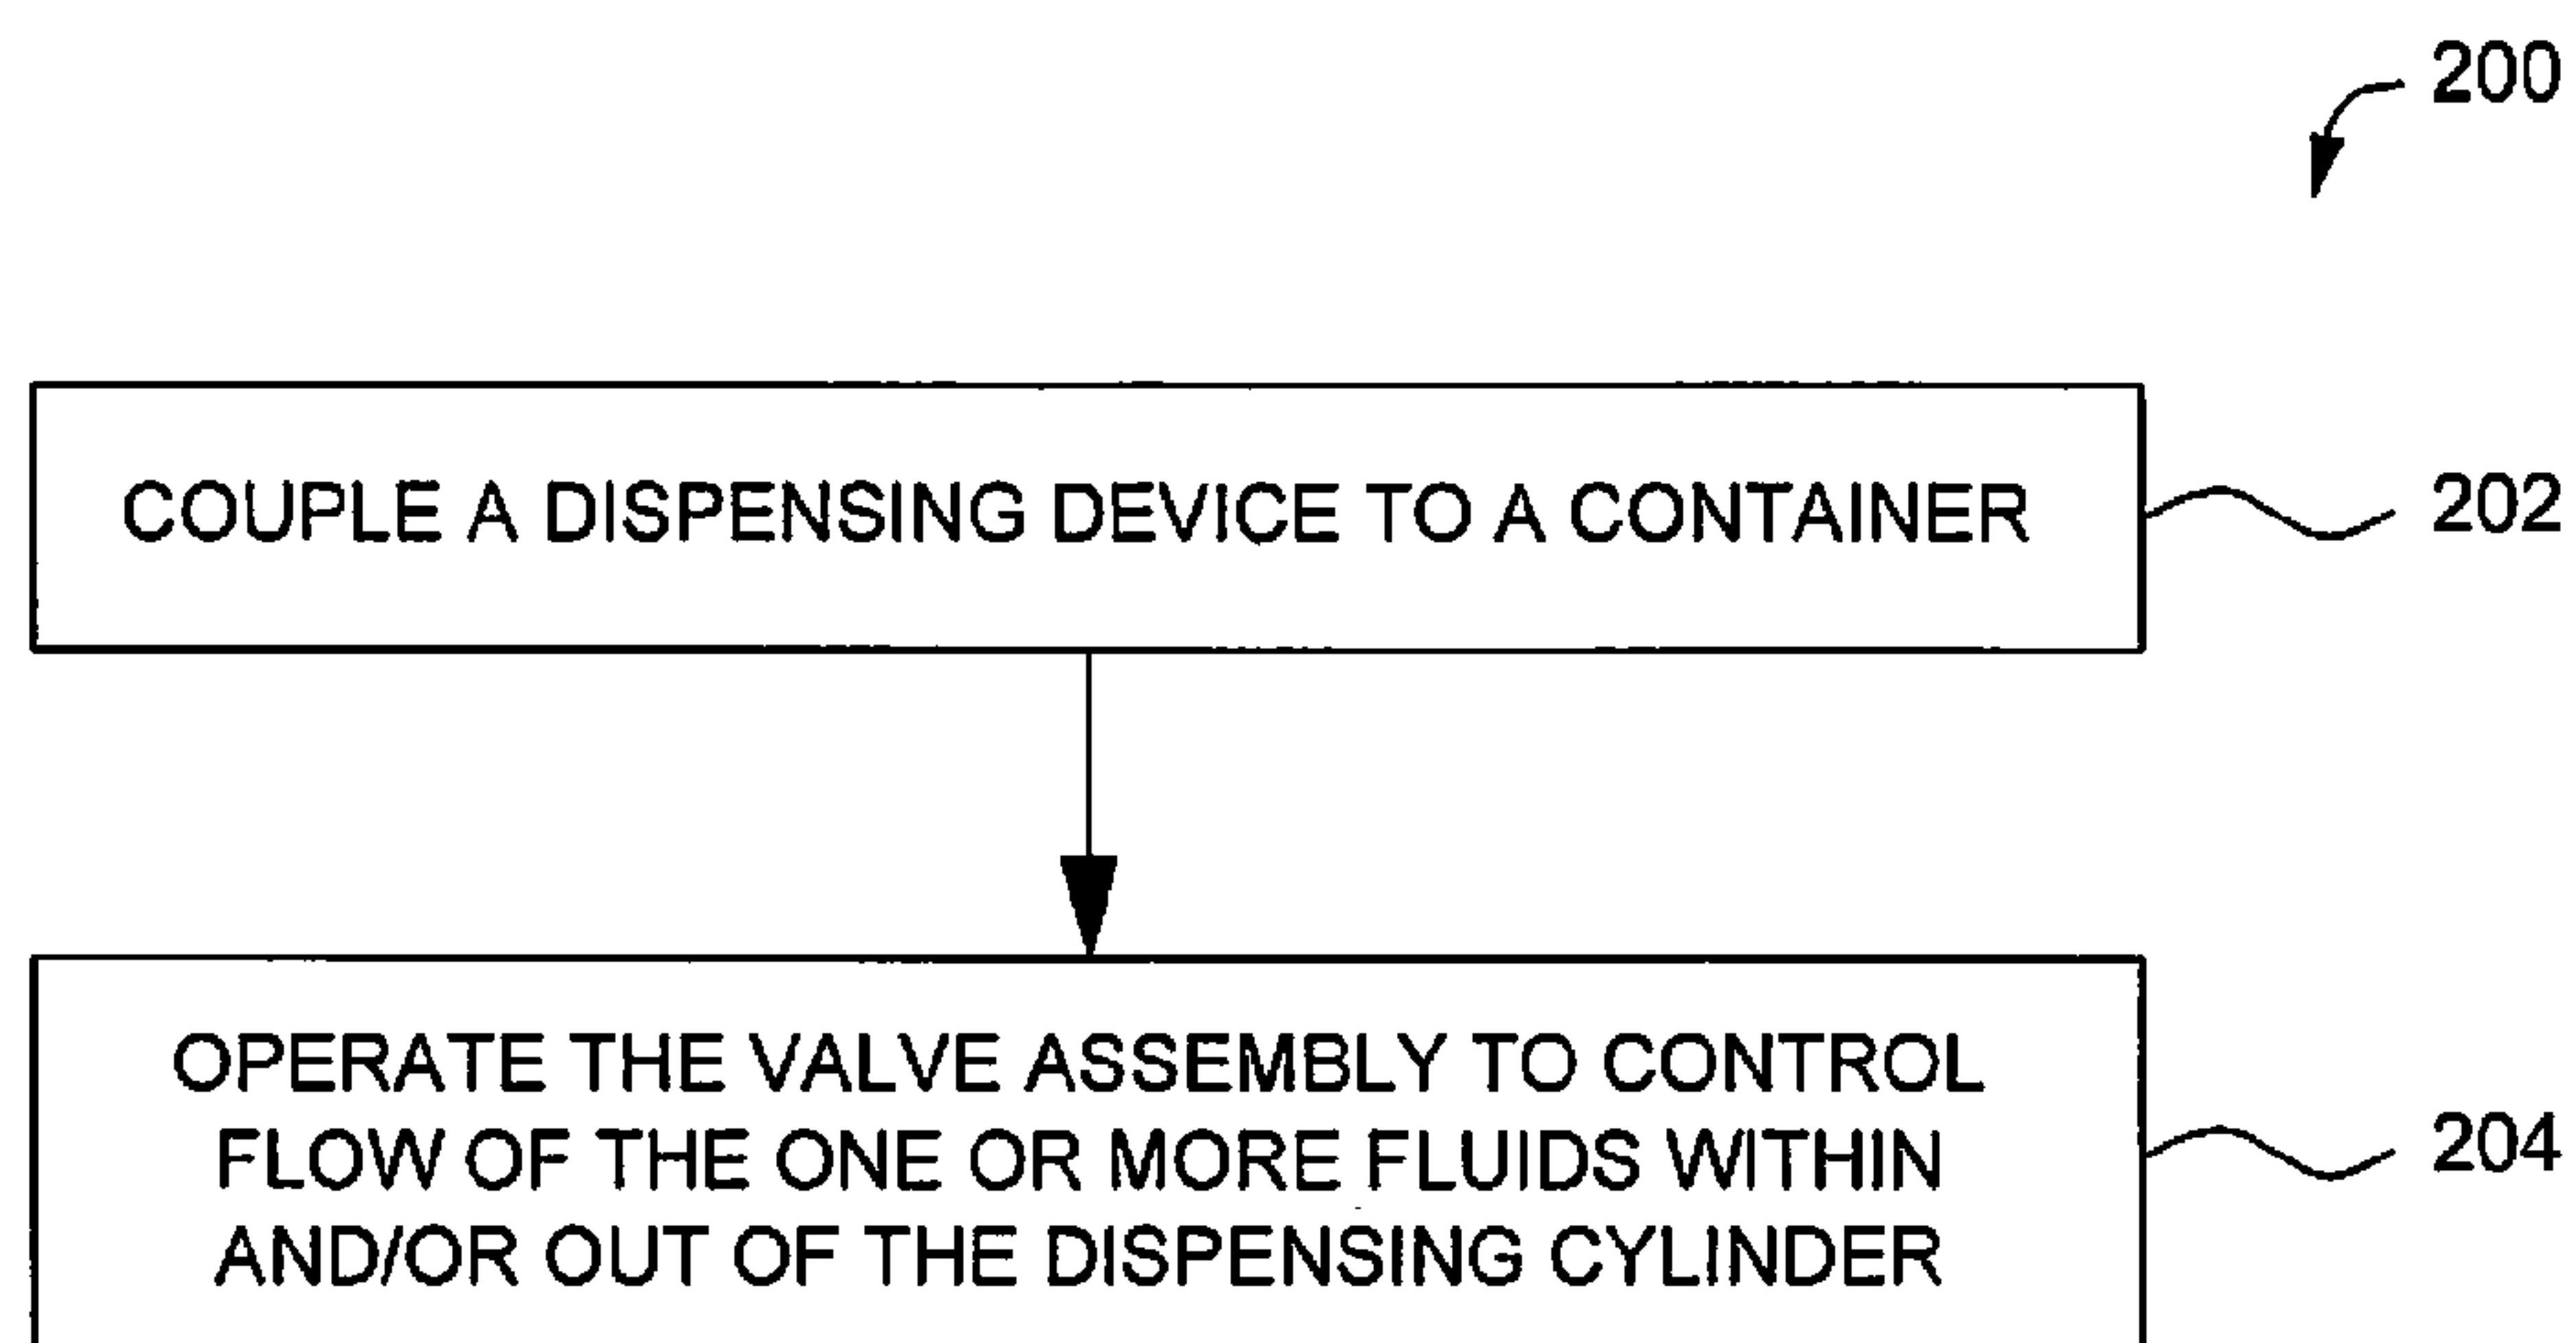 200
COUPLE A DISPENSING DEVICE TO A CONTAINER
202
OPERATE THE VALVE ASSEMBLY TO CONTROL
FLOW OF THE ONE OR MORE FLUIDS WITHIN
AND/OR OUT OF THE DISPENSING CYLINDER
204